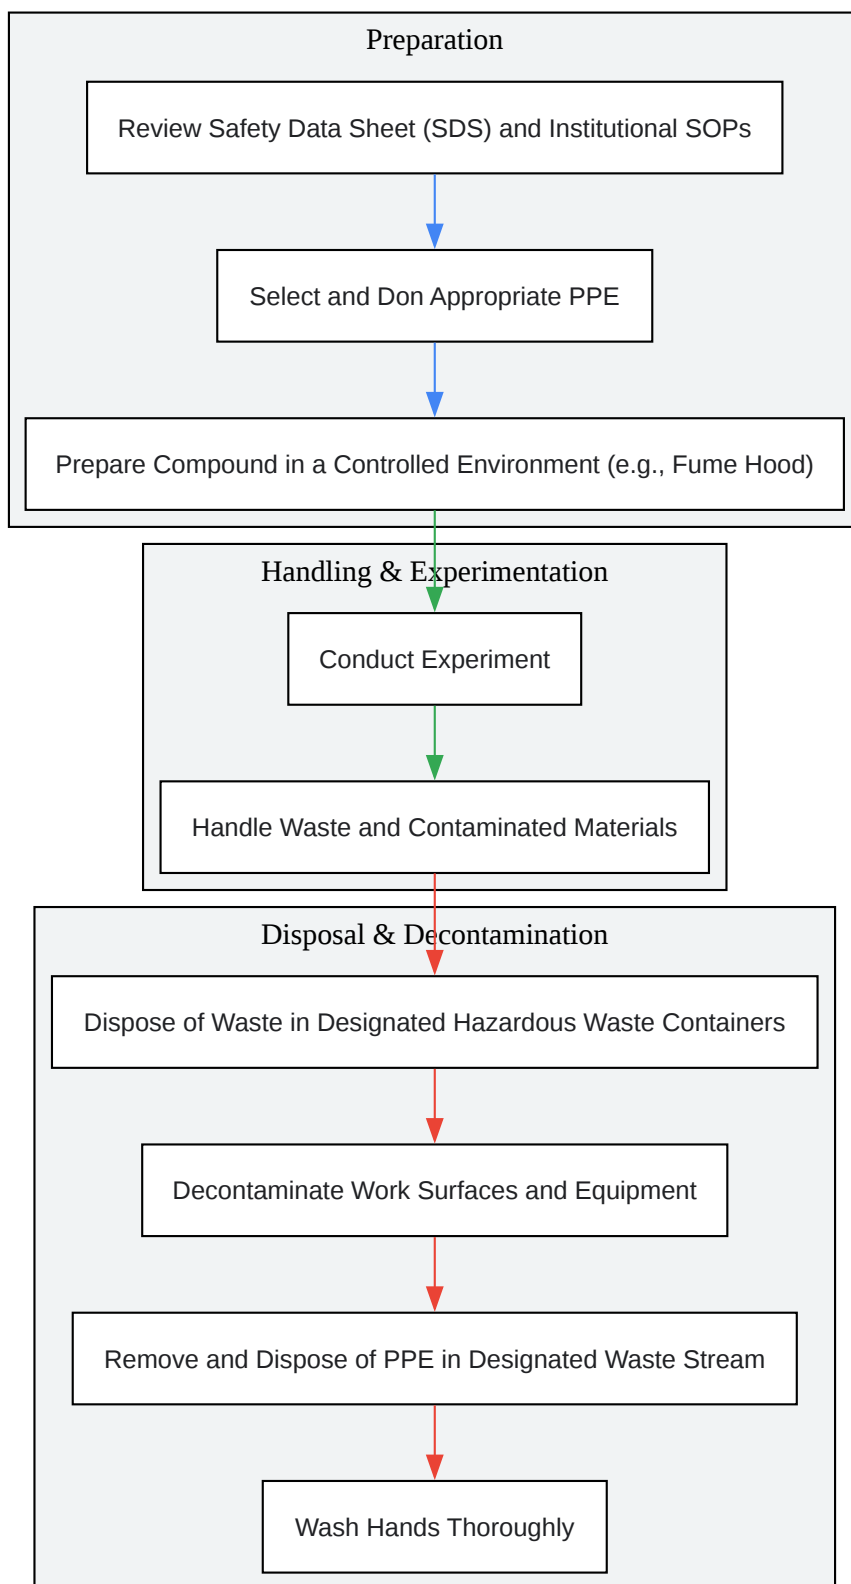 Preparation
Review Safety Data Sheet (SDS) and Institutional SOPs
Select and Don Appropriate PPE
Prepare Compound in a Controlled Environment (e.g., Fume Hood)
Handling & Experimentation
Conduct Experiment
Handle Waste and Contaminated Materials
Disposal & Decontamination
Dispose of Waste in Designated Hazardous Waste Containers
Decontaminate Work Surfaces and Equipment
Remove and Dispose of PPE in Designated Waste Stream
Wash Hands Thoroughly